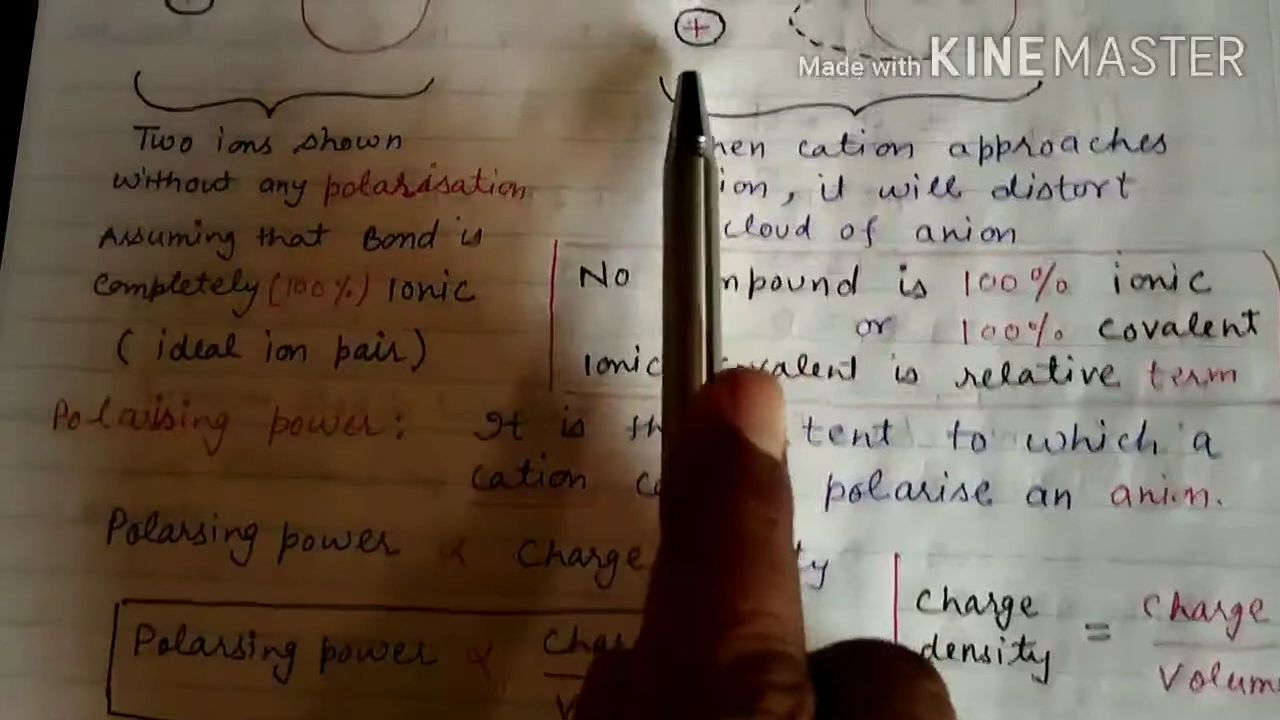 +
Made with KINEMASTER
Two ions shown
without any polarisation
Assuming that Bond is
Completely (100%) Ionic
( ideal ion pair )
cation approaches
, it will distort
cloud of anion
No is 100% ionic
or 100% covalent
Ionic is relative term
Polarising power : It is to which a
cation polarise an anion.
Polarsing power ∝ Charge
Polarsing power ∝
Charge
density = Charge